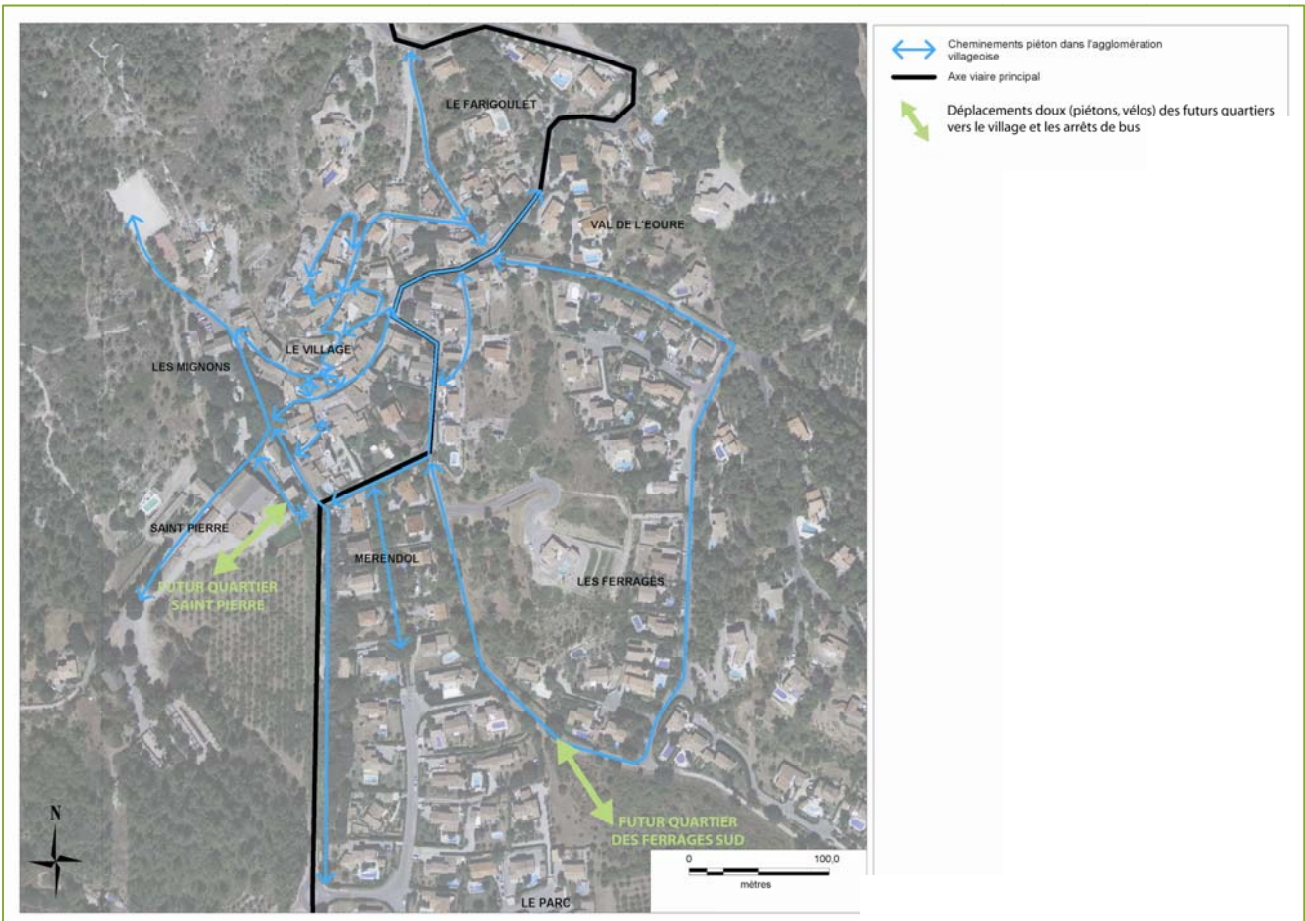 Cheminements piéton dans l'agglomération
villageoise
Axe viaire principal
Déplacements doux (piétons, vélos) des futurs quartiers
vers le village et les arrêts de bus
LE FARIGOULET
VAL DE L'EOURE
LE VILLAGE
LES MIGNONS
SAINT PIERRE
MERENDOL
LES FERRAGES
FUTUR QUARTIER
SAINT PIERRE
FUTUR QUARTIER
DES FERRAGES SUD
N
0 100,0
mètres
LE PARC